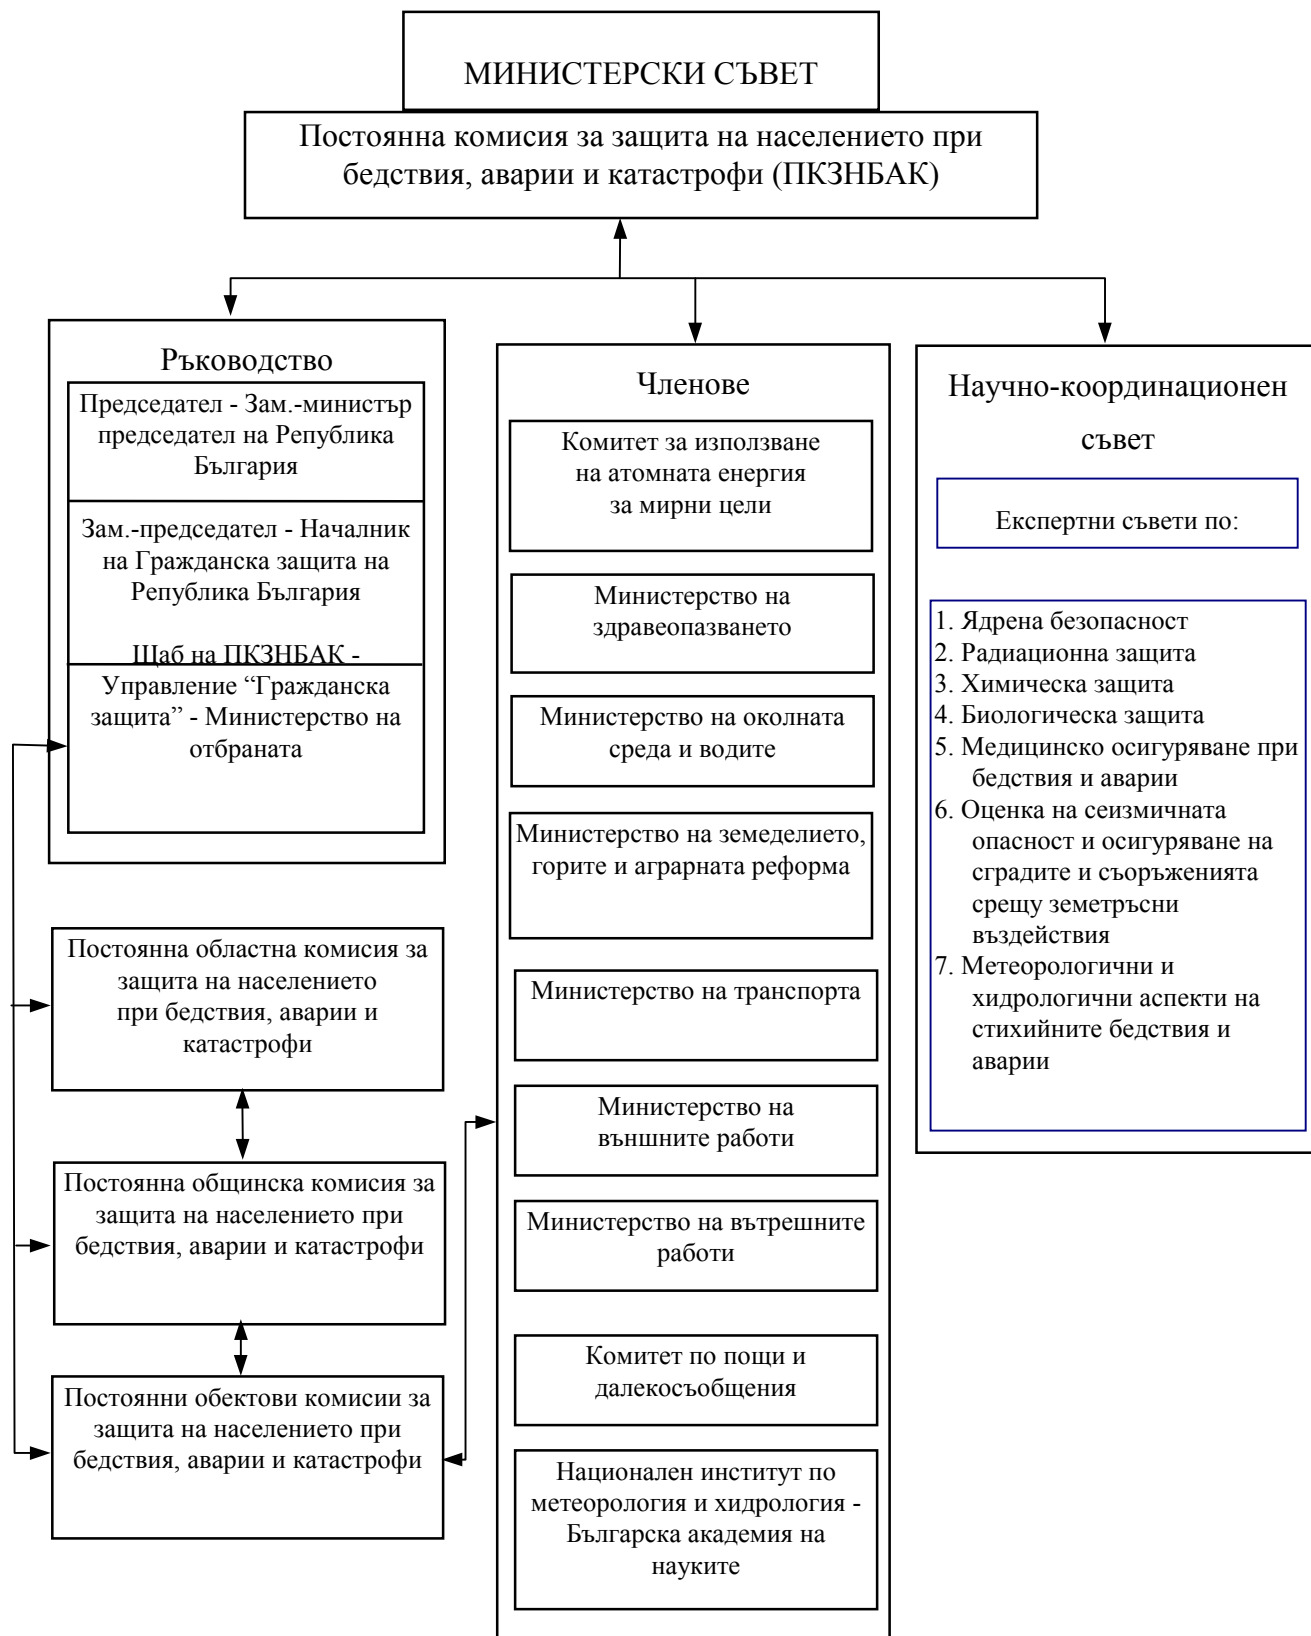 МИНИСТЕРСКИ СЪВЕТ
Постоянна комисия за защита на населението при
бедствия, аварии и катастрофи (ПКЗНБАК)
Ръководство
Председател - Зам.-министър
председател на Република
България
Зам.-председател - Началник
на Гражданска защита на
Република България
Щаб на ПКЗНБАК -
Управление “Гражданска
защита” - Министерство на
отбраната
Постоянна областна комисия за
защита на населението
при бедствия, аварии и
катастрофи
Постоянна общинска комисия за
защита на населението при
бедствия, аварии и катастрофи
Постоянни обектови комисии за
защита на населението при
бедствия, аварии и катастрофи
Членове
Комитет за използване
на атомната енергия
за мирни цели
Министерство на
здравеопазването
Министерство на околната
среда и водите
Министерство на земеделието,
горите и аграрната реформа
Министерство на транспорта
Министерство на
външните работи
Министерство на вътрешните
работи
Комитет по пощи и
далекосъобщения
Национален институт по
метеорология и хидрология -
Българска академия на
науките
Научно-координационен
съвет
Експертни съвети по:
1. Ядрена безопасност
2. Радиационна защита
3. Химическа защита
4. Биологическа защита
5. Медицинско осигуряване при
бедствия и аварии
6. Оценка на сеизмичната
опасност и осигуряване на
сградите и съоръженията
срещу земетръсни
въздействия
7. Метеорологични и
хидрологични аспекти на
стихийните бедствия и
аварии